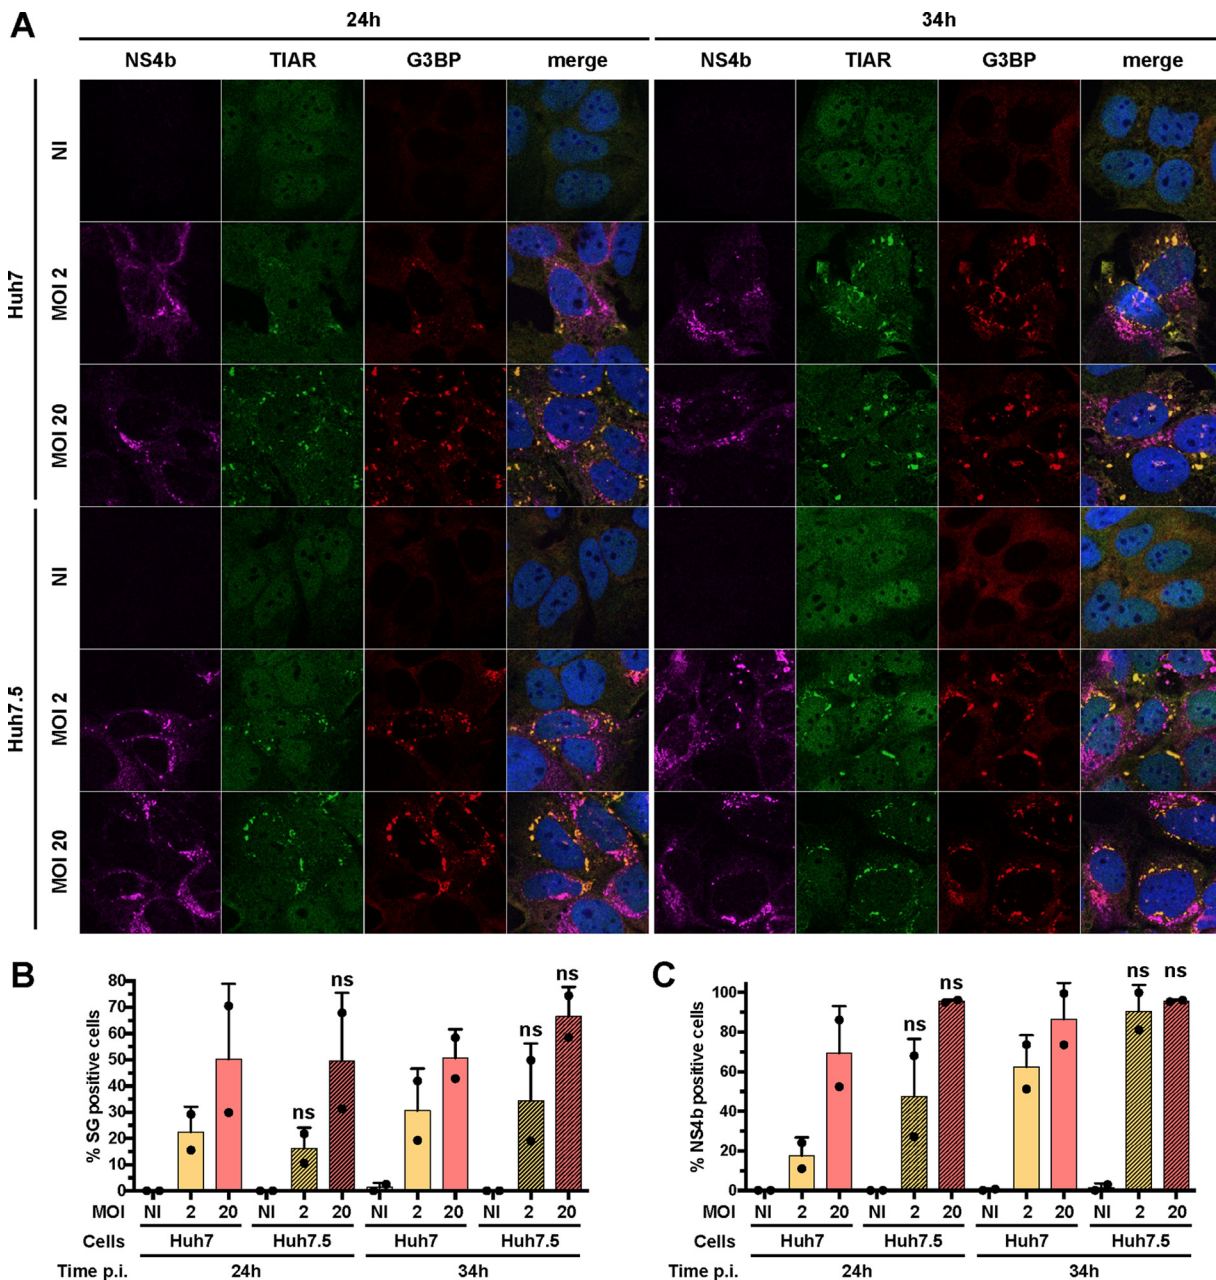 A
24h
34h
NS4b TIAR G3BP merge NS4b TIAR G3BP merge
Huh7
NI
MOI 2
MOI 20
Huh7.5
NI
MOI 2
MOI 20
B
% SG positive cells
80
70
60
50
40
30
20
10
0
ns
ns
ns
ns
MOI NI 2 20 NI 2 20 NI 2 20 NI 2 20
Cells Huh7 Huh7.5 Huh7 Huh7.5
Time p.i. 24h 34h
C
% NS4b positive cells
100
80
60
40
20
0
ns
ns
ns
ns
MOI NI 2 20 NI 2 20 NI 2 20 NI 2 20
Cells Huh7 Huh7.5 Huh7 Huh7.5
Time p.i. 24h 34h